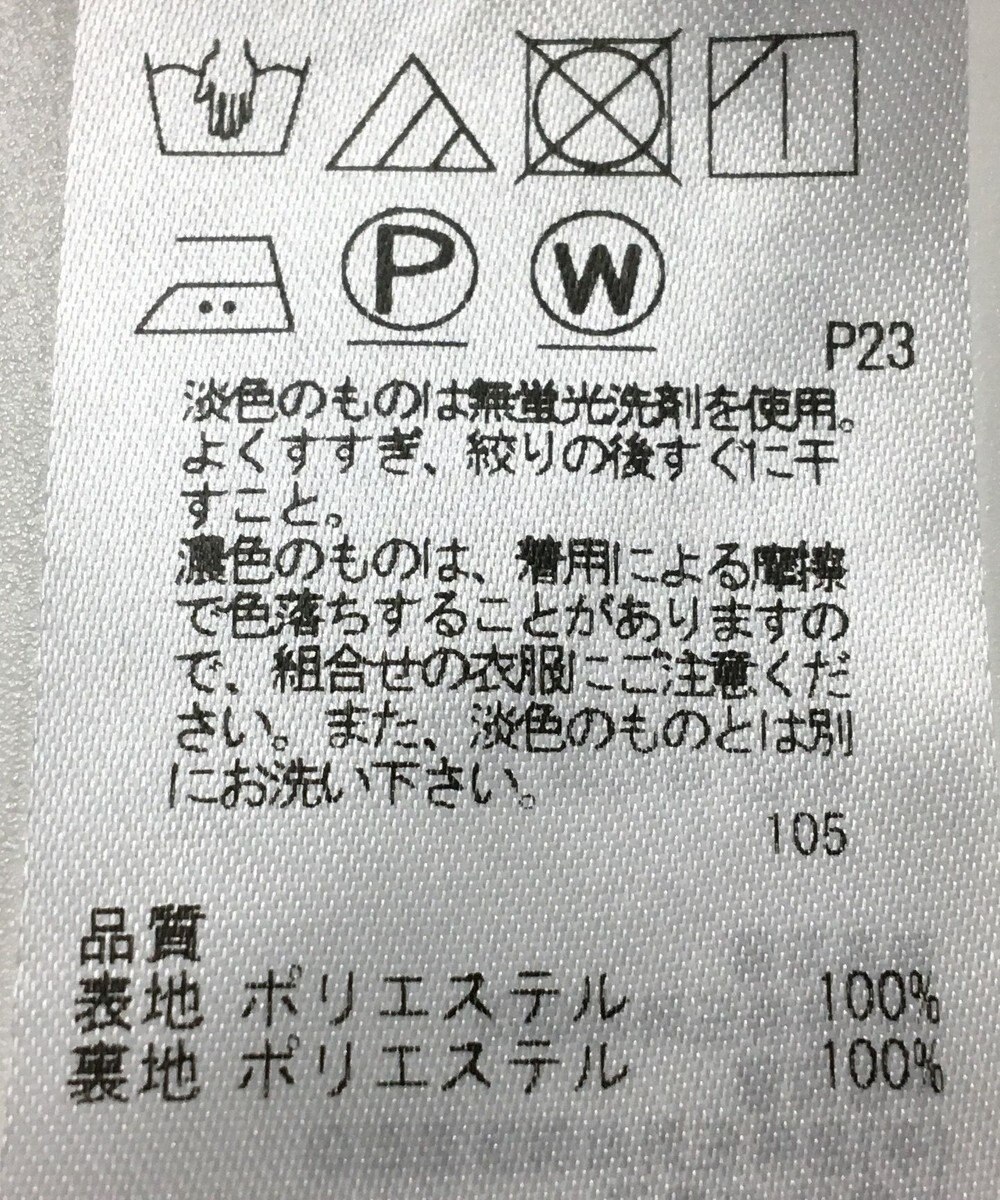 P W
P23
淡色のものは無蛍光洗剤を使用。
よくすすぎ、絞りの後すぐに干
すこと。
濃色のものは、着用による摩擦
で色落ちすることがありますの
で、組合せの衣服にご注意くだ
さい。また、淡色のものとは別
にお洗い下さい。
105
品質
表地 ポリエステル 100%
裏地 ポリエステル 100%